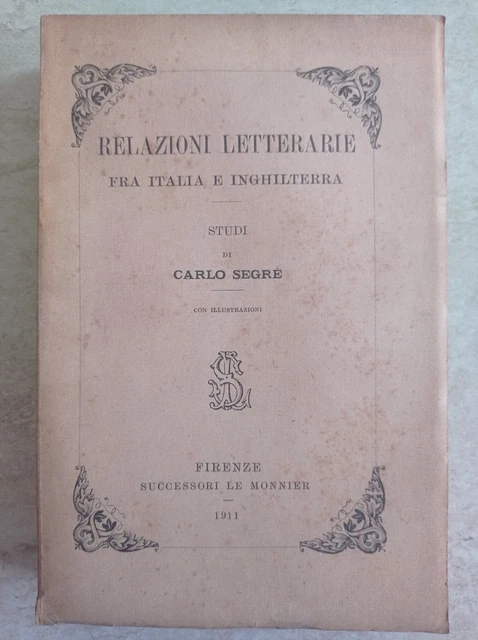 RELAZIONI LETTERARIE
FRA ITALIA E INGHILTERRA
STUDI
DI
CARLO SEGRÈ
CON ILLUSTRAZIONI
FIRENZE
SUCCESSORI LE MONNIER
1911